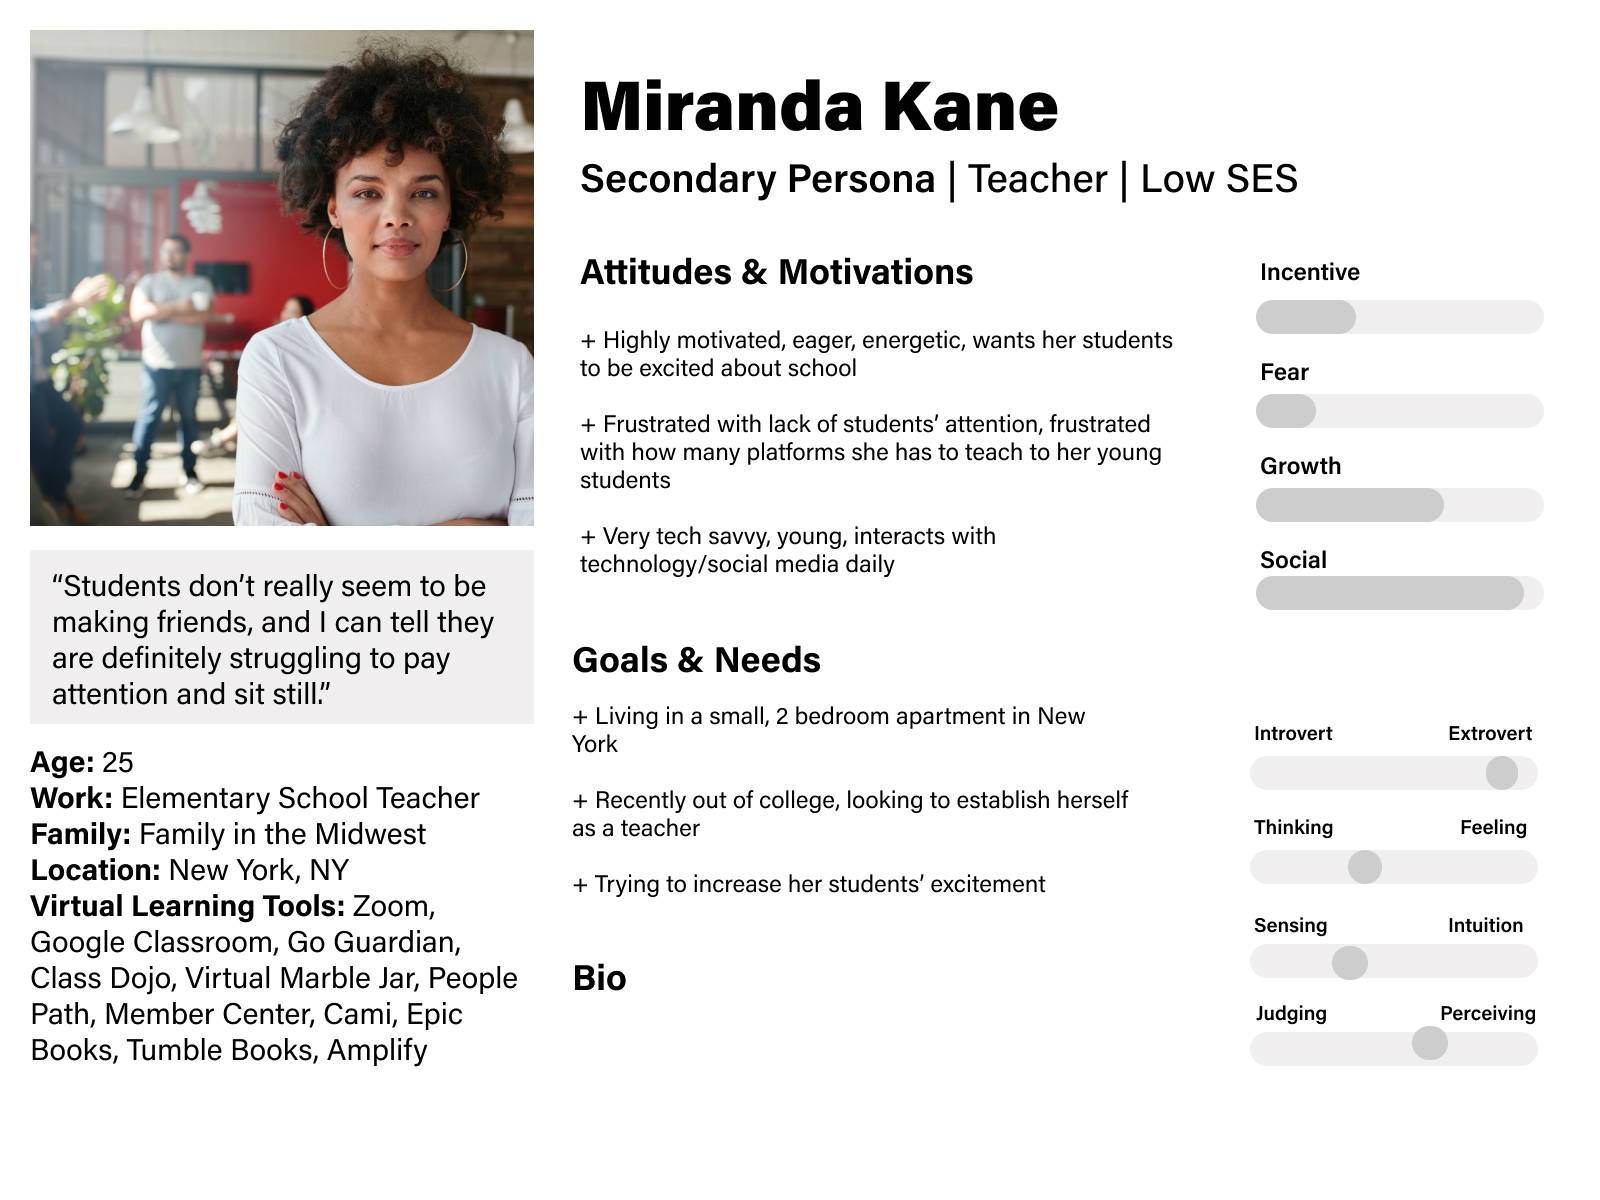 Miranda Kane
Secondary Persona | Teacher | Low SES
Attitudes & Motivations
+ Highly motivated, eager, energetic, wants her students
to be excited about school
+ Frustrated with lack of students’ attention, frustrated
with how many platforms she has to teach to her young
students
+ Very tech savvy, young, interacts with
technology/social media daily
Goals & Needs
+ Living in a small, 2 bedroom apartment in New
York
+ Recently out of college, looking to establish herself
as a teacher
+ Trying to increase her students’ excitement
Bio
“Students don’t really seem to be
making friends, and I can tell they
are definitely struggling to pay
attention and sit still.”
Age: 25
Work: Elementary School Teacher
Family: Family in the Midwest
Location: New York, NY
Virtual Learning Tools: Zoom,
Google Classroom, Go Guardian,
Class Dojo, Virtual Marble Jar, People
Path, Member Center, Cami, Epic
Books, Tumble Books, Amplify
Incentive
Fear
Growth
Social
Introvert Extrovert
Thinking Feeling
Sensing Intuition
Judging Perceiving